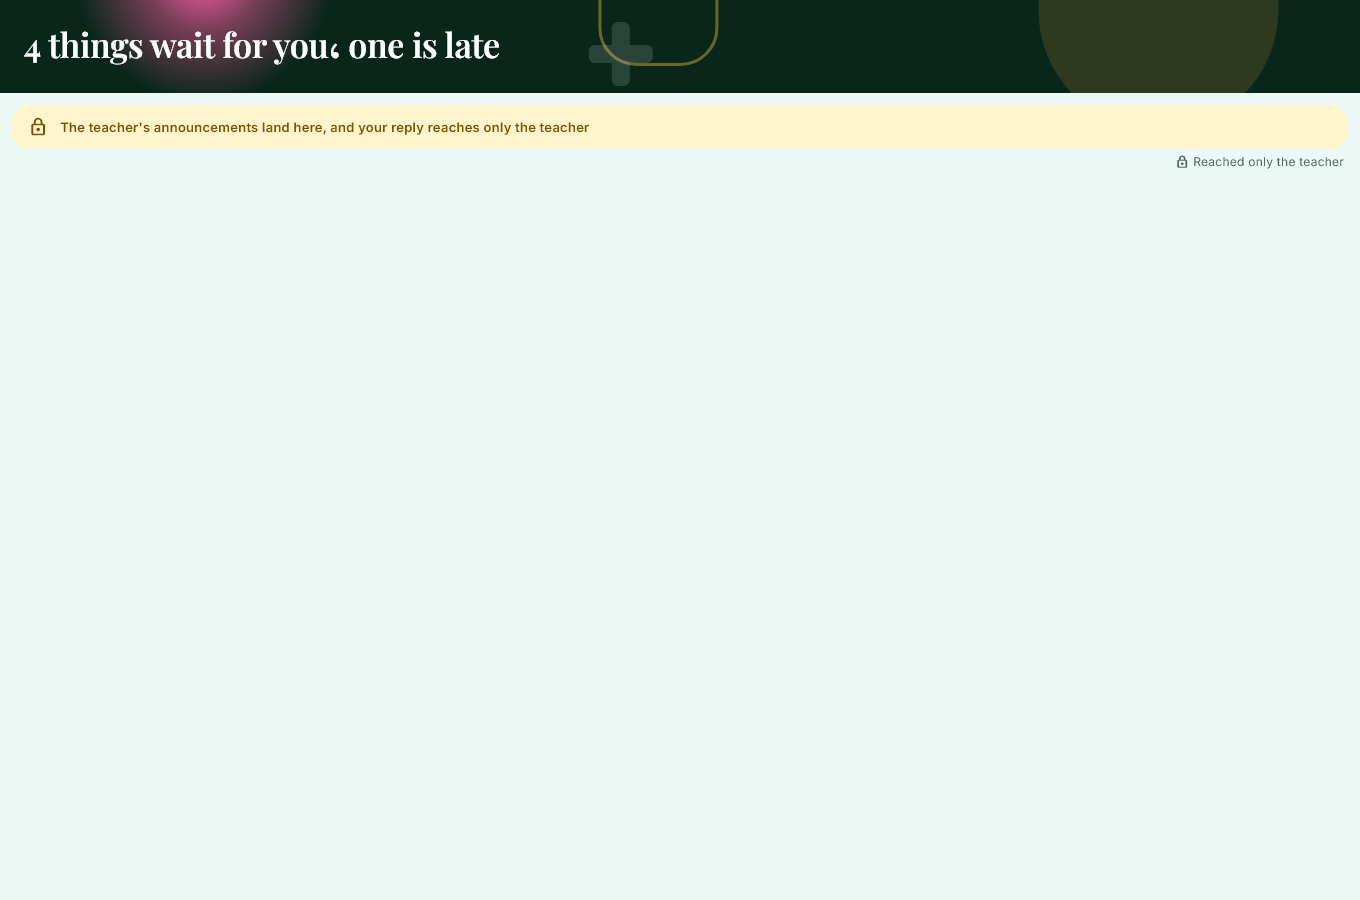 4 things wait for you، one is late
The teacher's announcements land here, and your reply reaches only the teacher
Reached only the teacher